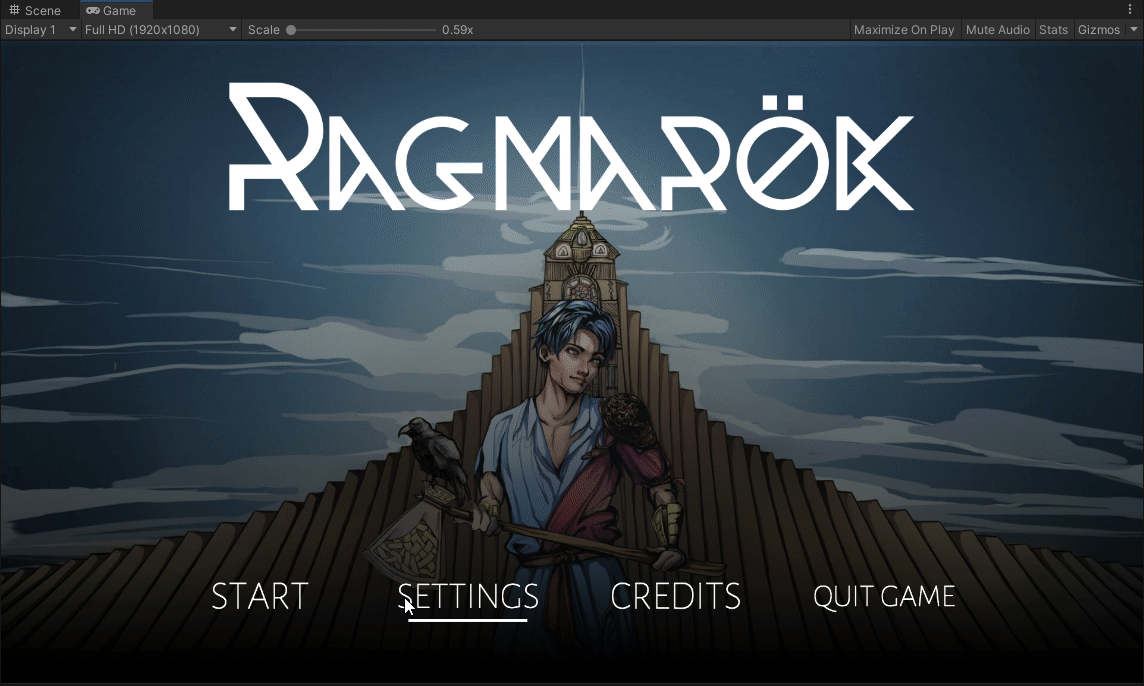 Scene Game
Display 1 Full HD (1920x1080) Scale 0.59x Maximize On Play Mute Audio Stats Gizmos
RAGMARÖK
START SETTINGS CREDITS QUIT GAME